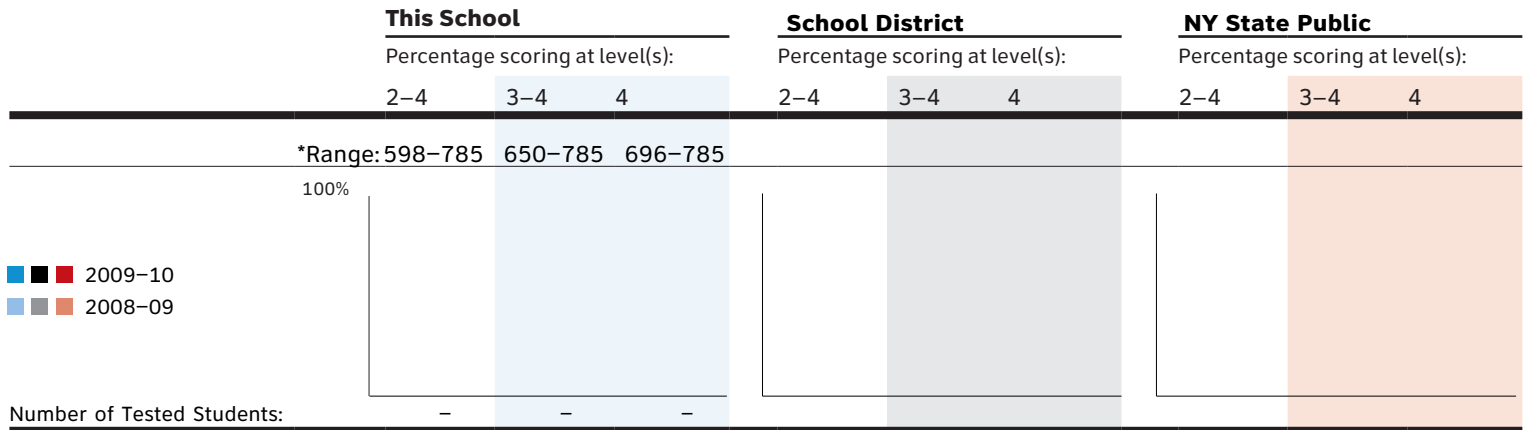 This School School District NY State Public
Percentage scoring at level(s): Percentage scoring at level(s): Percentage scoring at level(s):
2–4 3–4 4 2–4 3–4 4 2–4 3–4 4
*Range: 598–785 650–785 696–785
100%
2009–10
2008–09
Number of Tested Students: – – –